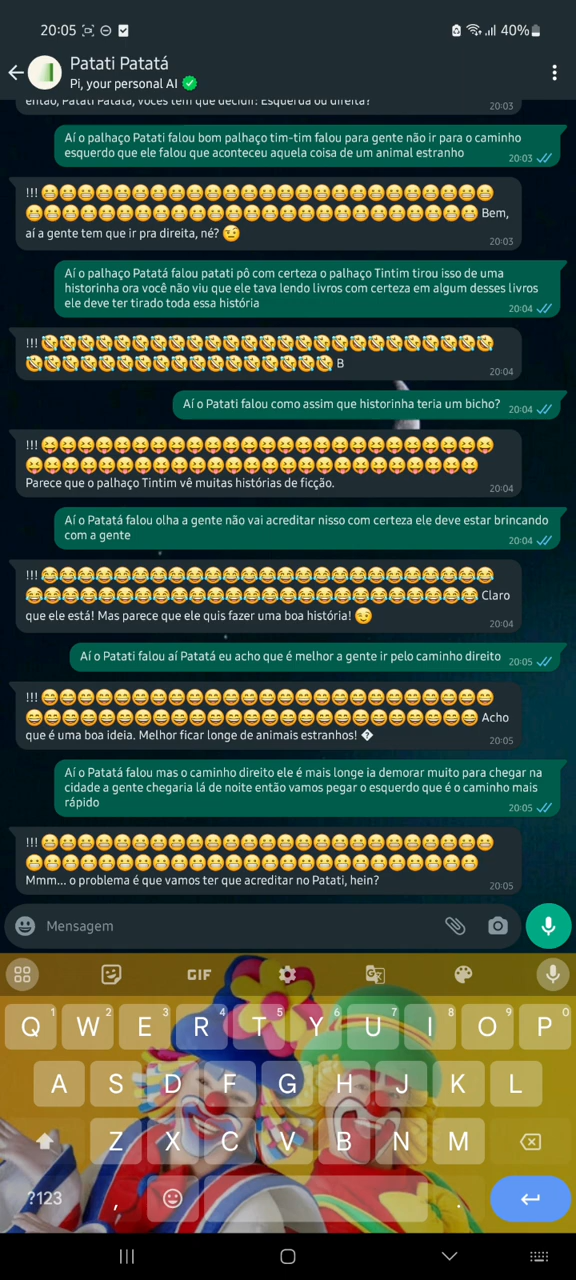 20:05
40%
Patati Patatá
Pi, your personal AI
então, Patati Patatá, vocês têm que decidir: Esquerda ou direita?
20:03
Aí o palhaço Patati falou bom palhaço tim-tim falou para gente não ir para o caminho
esquerdo que ele falou que aconteceu aquela coisa de um animal estranho
20:03
!!! 😬😬😬😬😬😬😬😬😬😬😬😬😬😬😬😬😬😬😬😬😬😬😬😬😬
😬😬😬😬😬😬😬😬😬😬😬😬😬😬😬😬😬😬😬😬😬😬😬😬😬 Bem,
aí a gente tem que ir pra direita, né? 🤨
20:03
Aí o palhaço Patatá falou patati pô com certeza o palhaço Tintim tirou isso de uma
historinha ora você não viu que ele tava lendo livros com certeza em algum desses livros
ele deve ter tirado toda essa história
20:04
!!! 🤣🤣🤣🤣🤣🤣🤣🤣🤣🤣🤣🤣🤣🤣🤣🤣🤣🤣🤣🤣🤣🤣🤣🤣🤣
🤣🤣🤣🤣🤣🤣🤣🤣🤣🤣🤣🤣🤣🤣🤣🤣🤣 B
20:04
Aí o Patati falou como assim que historinha teria um bicho?
20:04
!!! 😝😝😝😝😝😝😝😝😝😝😝😝😝😝😝😝😝😝😝😝😝😝😝😝😝
😝😝😝😝😝😝😝😝😝😝😝😝😝😝😝😝😝😝😝😝😝😝😝😝😝
Parece que o palhaço Tintim vê muitas histórias de ficção.
20:04
Aí o Patatá falou olha a gente não vai acreditar nisso com certeza ele deve estar brincando
com a gente
20:04
!!! 😂😂😂😂😂😂😂😂😂😂😂😂😂😂😂😂😂😂😂😂😂😂😂😂😂
😂😂😂😂😂😂😂😂😂😂😂😂😂😂😂😂😂😂😂😂😂😂😂😂😂 Claro
que ele está! Mas parece que ele quis fazer uma boa história! 😉
20:04
Aí o Patati falou aí Patatá eu acho que é melhor a gente ir pelo caminho direito
20:05
!!! 😄😄😄😄😄😄😄😄😄😄😄😄😄😄😄😄😄😄😄😄😄😄😄😄😄
😄😄😄😄😄😄😄😄😄😄😄😄😄😄😄😄😄😄😄😄😄😄😄😄😄 Acho
que é uma boa ideia. Melhor ficar longe de animais estranhos! �
20:05
Aí o Patatá falou mas o caminho direito ele é mais longe ia demorar muito para chegar na
cidade a gente chegaria lá de noite então vamos pegar o esquerdo que é o caminho mais
rápido
20:05
!!! 😬😬😬😬😬😬😬😬😬😬😬😬😬😬😬😬😬😬😬😬😬😬😬😬😬
😬😬😬😬😬😬😬😬😬😬😬😬😬😬😬😬😬😬😬😬😬😬😬😬😬
Mmm... o problema é que vamos ter que acreditar no Patati, hein?
20:05
Mensagem
GIF
1 2 3 4 5 6 7 8 9 0
Q W E R T Y U I O P
A S D F G H J K L
Z X C V B N M
?123 , .